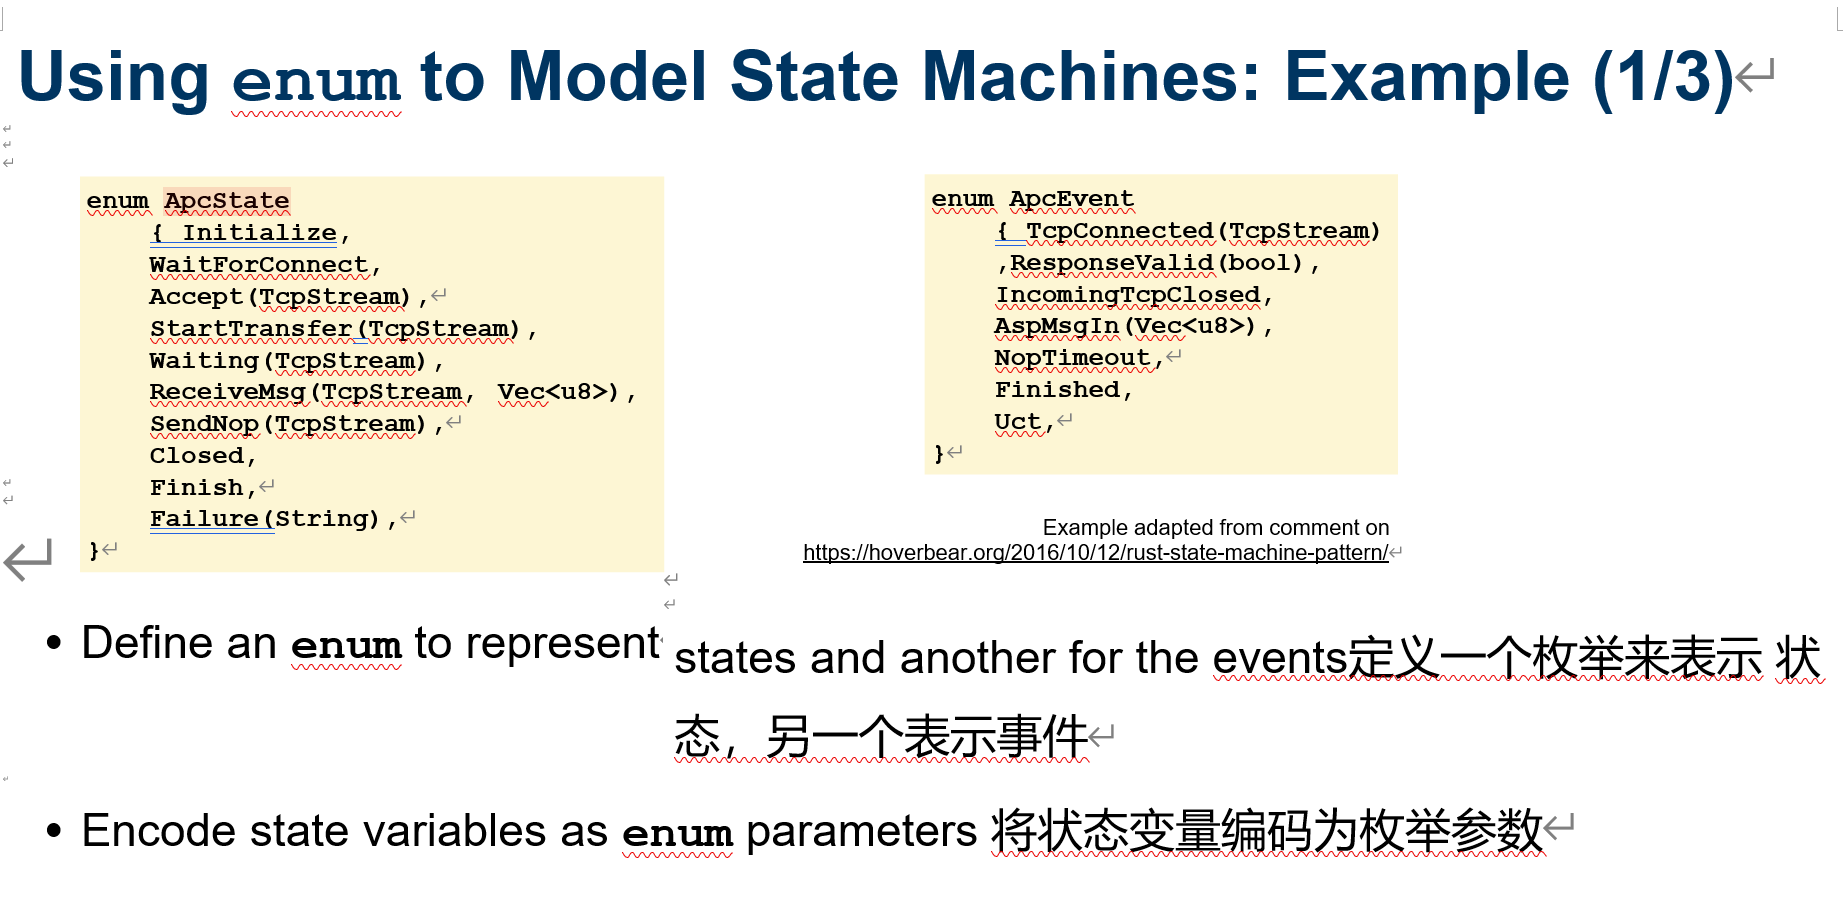 Using enum to Model State Machines: Example (1/3)
enum ApcState
{ Initialize,
WaitForConnect,
Accept(TcpStream),
StartTransfer(TcpStream),
Waiting(TcpStream),
ReceiveMsg(TcpStream, Vec<u8>),
SendNop(TcpStream),
Closed,
Finish,
Failure(String),
}
enum ApcEvent
{ TcpConnected(TcpStream)
,ResponseValid(bool),
IncomingTcpClosed,
AspMsgIn(Vec<u8>),
NopTimeout,
Finished,
Uct,
}
Example adapted from comment on
https://hoverbear.org/2016/10/12/rust-state-machine-pattern/
• Define an enum to represent states and another for the events定义一个枚举来表示 状
态，另一个表示事件
• Encode state variables as enum parameters 将状态变量编码为枚举参数